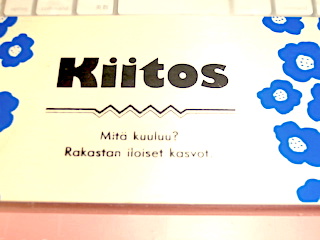 Kiitos
Mitä kuuluu?
Rakastan iloiset kasvot.